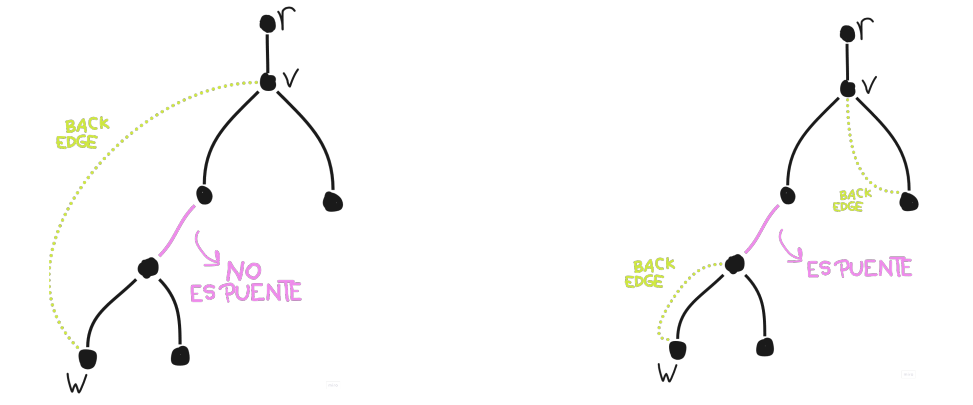 r
v
BACK
EDGE
NO
ES PUENTE
w
r
v
BACK
EDGE
BACK
EDGE
ES PUENTE
w